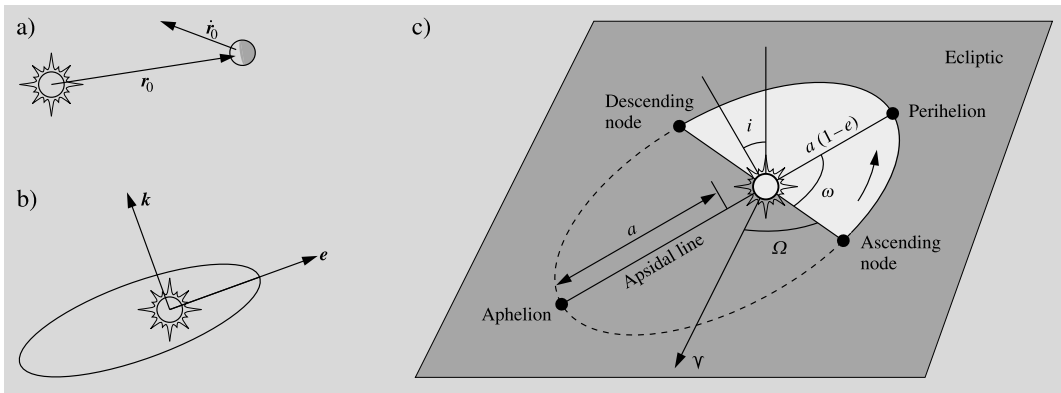 a)
ṙ₀
r₀
b)
k
e
c)
Ecliptic
Descending
node
i
a (1–e)
Perihelion
ω
a
Apsidal line
Ω
Ascending
node
Aphelion
♈